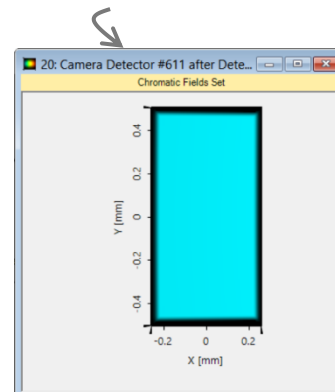 20: Camera Detector #611 after Dete...
Chromatic Fields Set
0.4
0.2
0
-0.2
-0.4
Y [mm]
-0.2 0 0.2
X [mm]